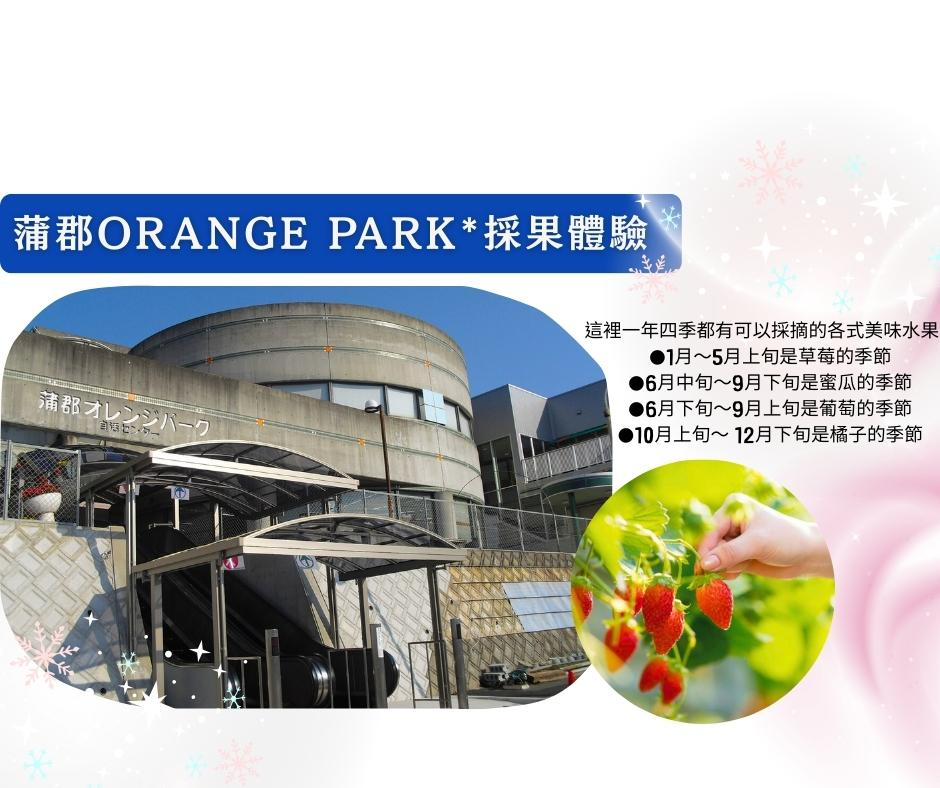 蒲郡ORANGE PARK*採果體驗
這裡一年四季都有可以採摘的各式美味水果
●1月～5月上旬是草莓的季節
●6月中旬～9月下旬是蜜瓜的季節
●6月下旬～9月上旬是葡萄的季節
●10月上旬～ 12月下旬是橘子的季節
蒲郡オレンジパーク